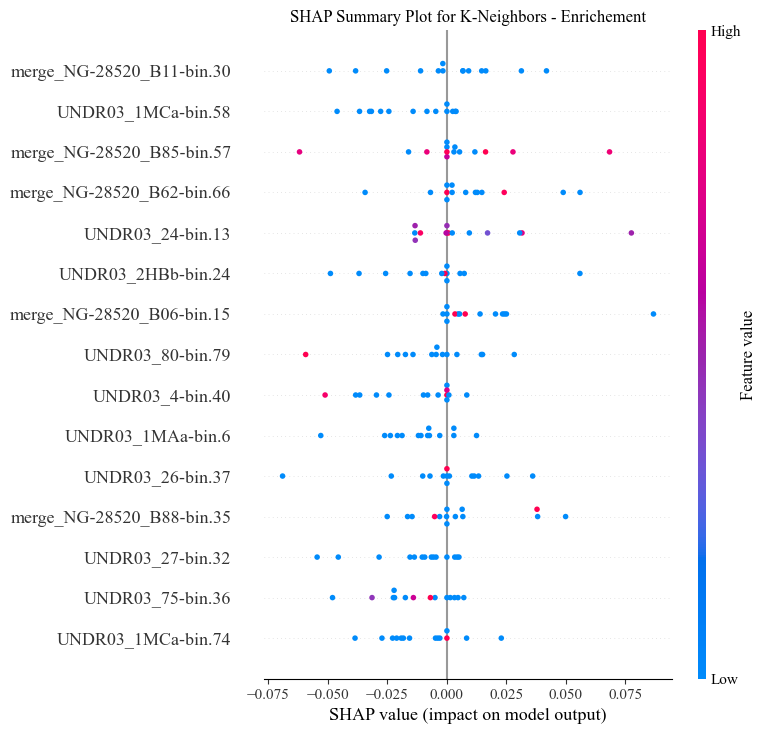 SHAP Summary Plot for K-Neighbors - Enrichement
High
merge_NG-28520_B11-bin.30
UNDR03_1MCa-bin.58
merge_NG-28520_B85-bin.57
merge_NG-28520_B62-bin.66
UNDR03_24-bin.13
UNDR03_2HBb-bin.24
merge_NG-28520_B06-bin.15
UNDR03_80-bin.79
UNDR03_4-bin.40
UNDR03_1MAa-bin.6
UNDR03_26-bin.37
merge_NG-28520_B88-bin.35
UNDR03_27-bin.32
UNDR03_75-bin.36
UNDR03_1MCa-bin.74
Feature value
Low
−0.075 −0.050 −0.025 0.000 0.025 0.050 0.075
SHAP value (impact on model output)